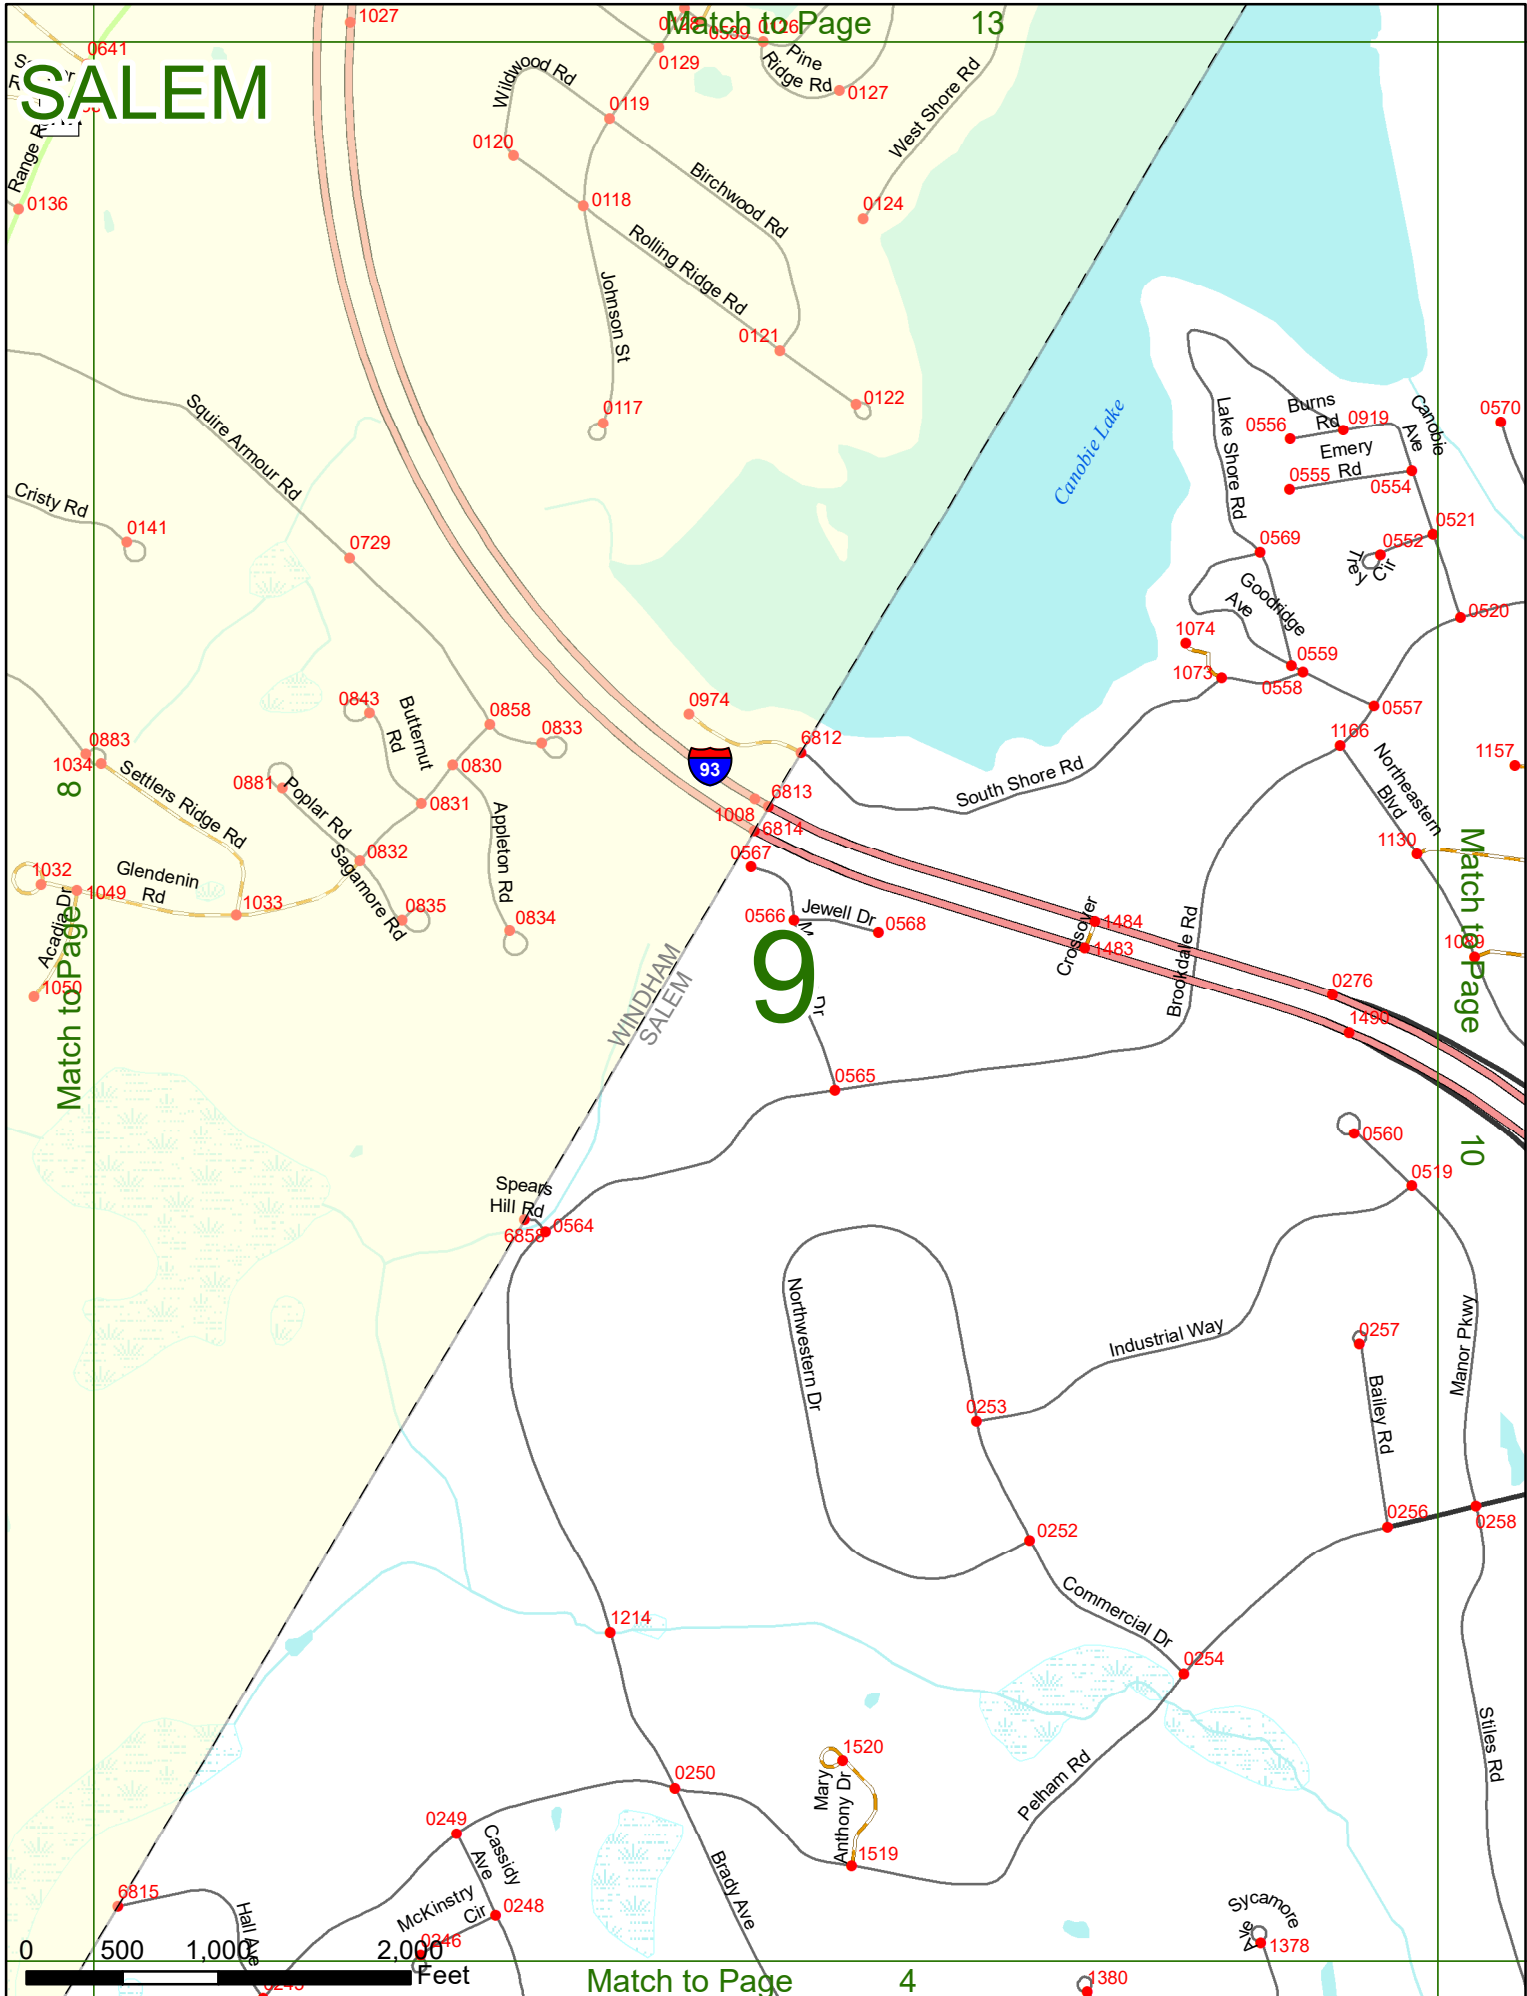 Match to Page 13
SALEM
1027
0641
0128
0539
0126
0129
Pine
Ridge Rd
0127
Wildwood Rd
0119
0120
West Shore Rd
Range R
0136
0118
Birchwood Rd
0124
Rolling Ridge Rd
Johnson St
0121
0122
0117
Squire Armour Rd
Cristy Rd
0141
0729
Canobie Lake
Lake Shore Rd
Burns
Rd
0556
0919
Canobie
Ave
0570
Emery
Rd
0555
0554
0521
0552
Trey
Cir
0569
Goodridge
Ave
0520
1074
1073
0559
0558
0557
1166
1157
Northeastern
Blvd
1130
0843
Butternut
Rd
0858
0833
0974
6812
93
0883
1034
0881
Poplar Rd
0830
0831
6813
1008
6814
South Shore Rd
Settlers Ridge Rd
0832
Appleton Rd
0567
1032
Glendenin
Rd
1049
Acadia Dr
1033
Sagamore Rd
0835
0834
0566
Jewell Dr
0568
M
Dr
Crossover
1484
1483
Brookdale Rd
1089
1050
8
Match to Page
Match to Page
10
WINDHAM
SALEM
9
0276
1490
0565
0560
0519
Spears
Hill Rd
6858
0564
Northwestern Dr
Industrial Way
0257
Manor Pkwy
Bailey Rd
0253
0256
0258
0252
Commercial Dr
1214
0254
Stiles Rd
1520
Mary
Anthony Dr
0250
Pelham Rd
0249
Cassidy
Ave
1519
Brady Ave
6815
Hall Ave
McKinstry
Cir
0248
0246
Sycamore
Ave
1378
0 500 1,000 2,000
Feet
Match to Page 4
1380